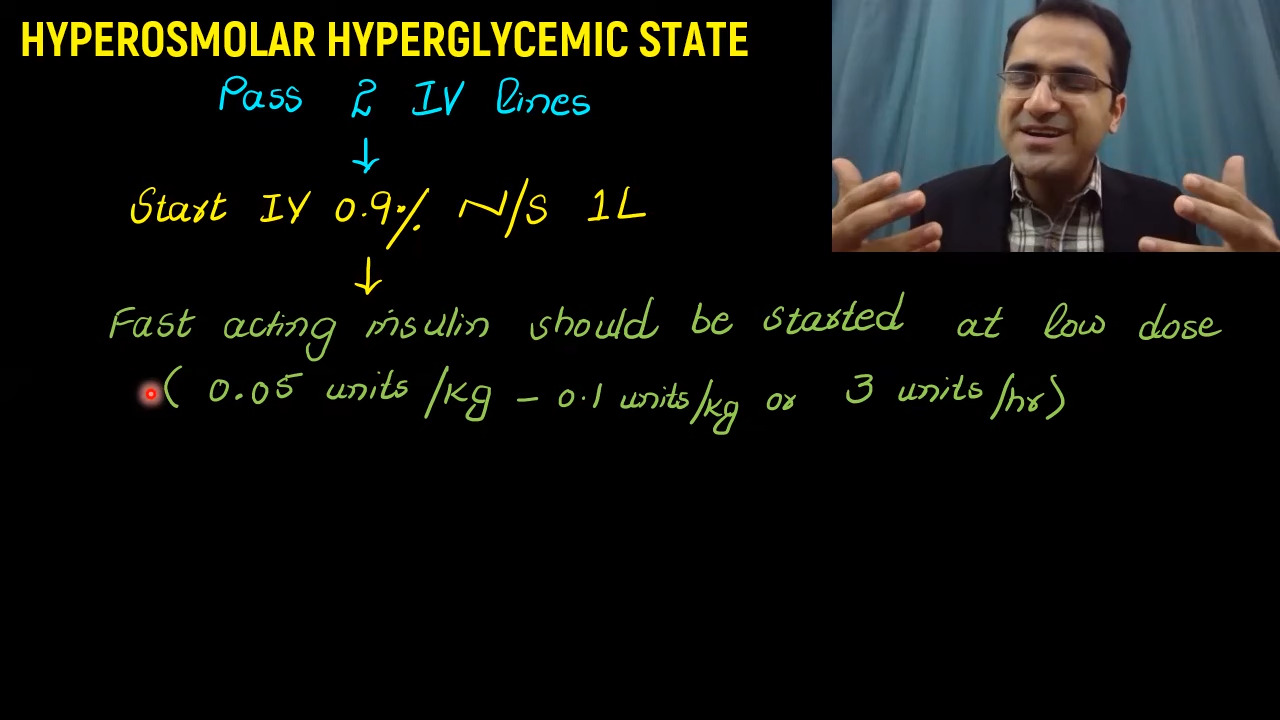 HYPEROSMOLAR HYPERGLYCEMIC STATE
Pass 2 IV lines
Start IV 0.9% N/S 1L
Fast acting insulin should be started at low dose
( 0.05 units /kg - 0.1 units/kg or 3 units/hr)